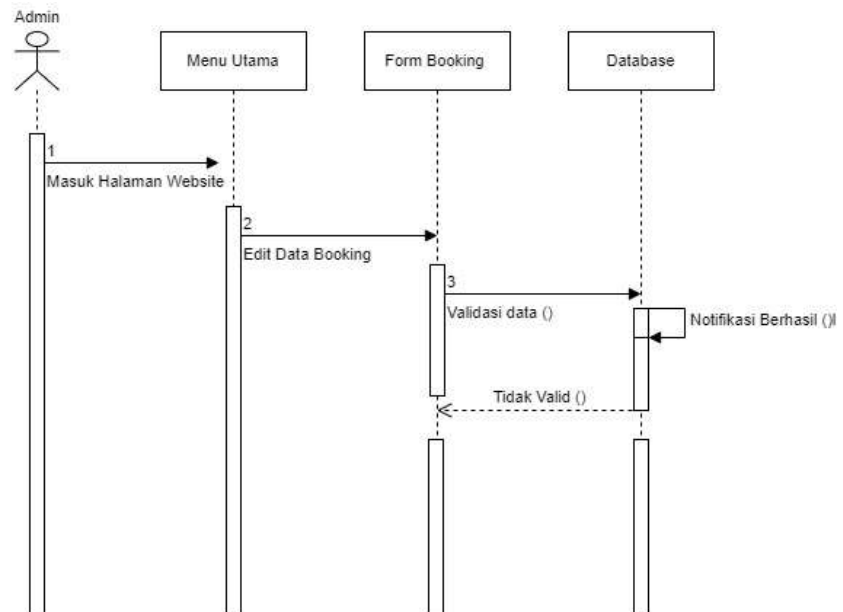 Admin
Menu Utama
Form Booking
Database
1
Masuk Halaman Website
2
Edit Data Booking
3
Validasi data ()
Notifikasi Berhasil ()l
Tidak Valid ()